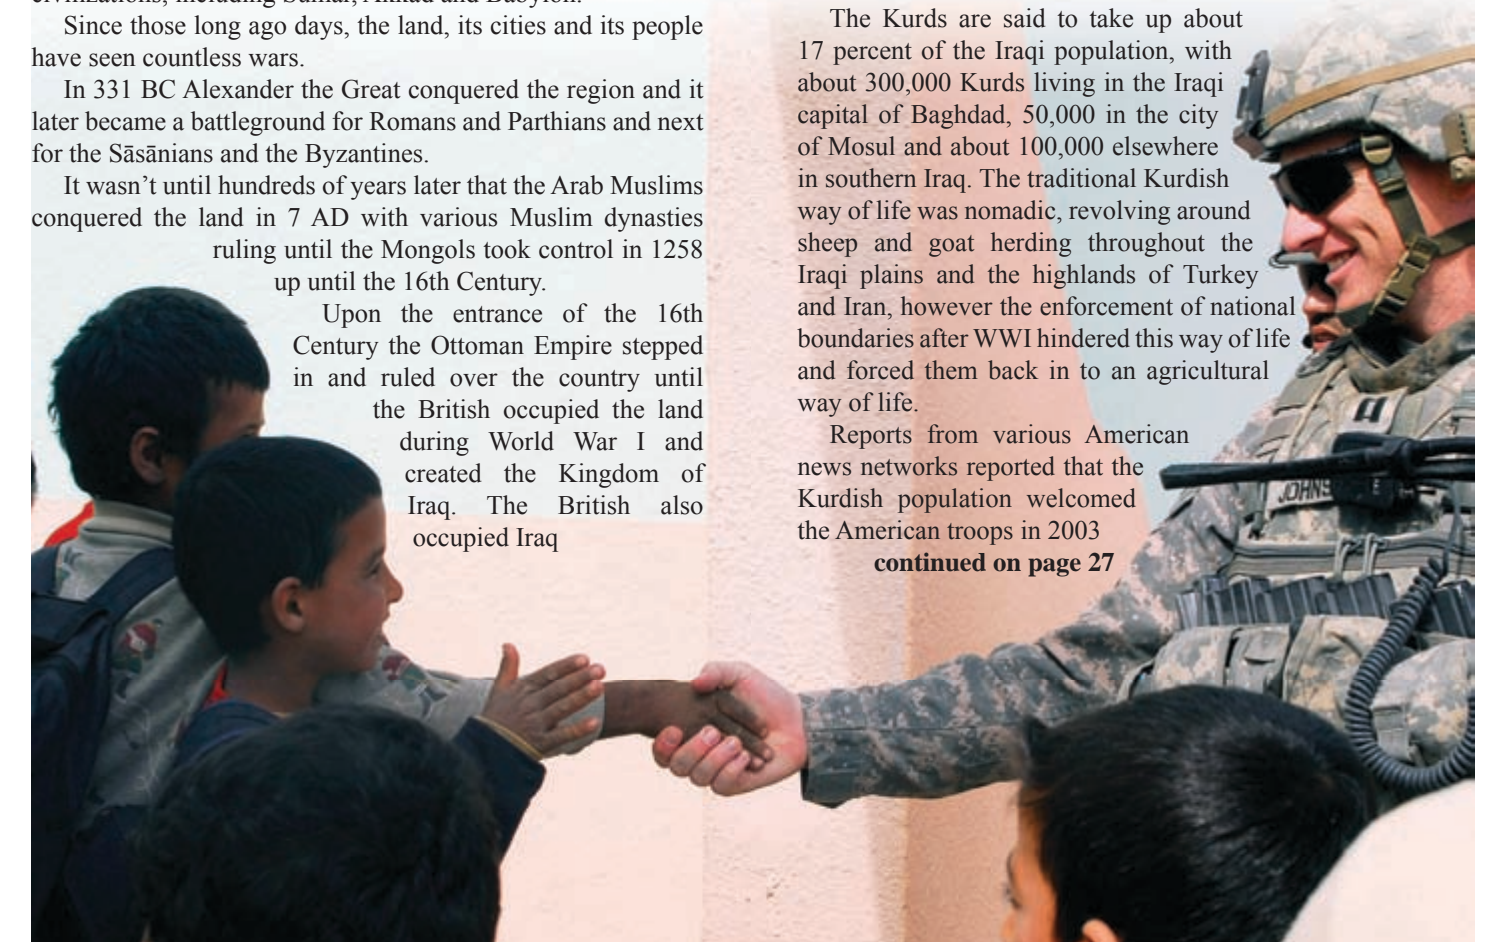 civilizations, including Sumar, Akkad and Babylon.
Since those long ago days, the land, its cities and its people
have seen countless wars.
In 331 BC Alexander the Great conquered the region and it
later became a battleground for Romans and Parthians and next
for the Sāsānians and the Byzantines.
It wasn’t until hundreds of years later that the Arab Muslims
conquered the land in 7 AD with various Muslim dynasties
ruling until the Mongols took control in 1258
up until the 16th Century.
Upon the entrance of the 16th
Century the Ottoman Empire stepped
in and ruled over the country until
the British occupied the land
during World War I and
created the Kingdom of
Iraq. The British also
occupied Iraq
The Kurds are said to take up about
17 percent of the Iraqi population, with
about 300,000 Kurds living in the Iraqi
capital of Baghdad, 50,000 in the city
of Mosul and about 100,000 elsewhere
in southern Iraq. The traditional Kurdish
way of life was nomadic, revolving around
sheep and goat herding throughout the
Iraqi plains and the highlands of Turkey
and Iran, however the enforcement of national
boundaries after WWI hindered this way of life
and forced them back in to an agricultural
way of life.
Reports from various American
news networks reported that the
Kurdish population welcomed
the American troops in 2003
continued on page 27